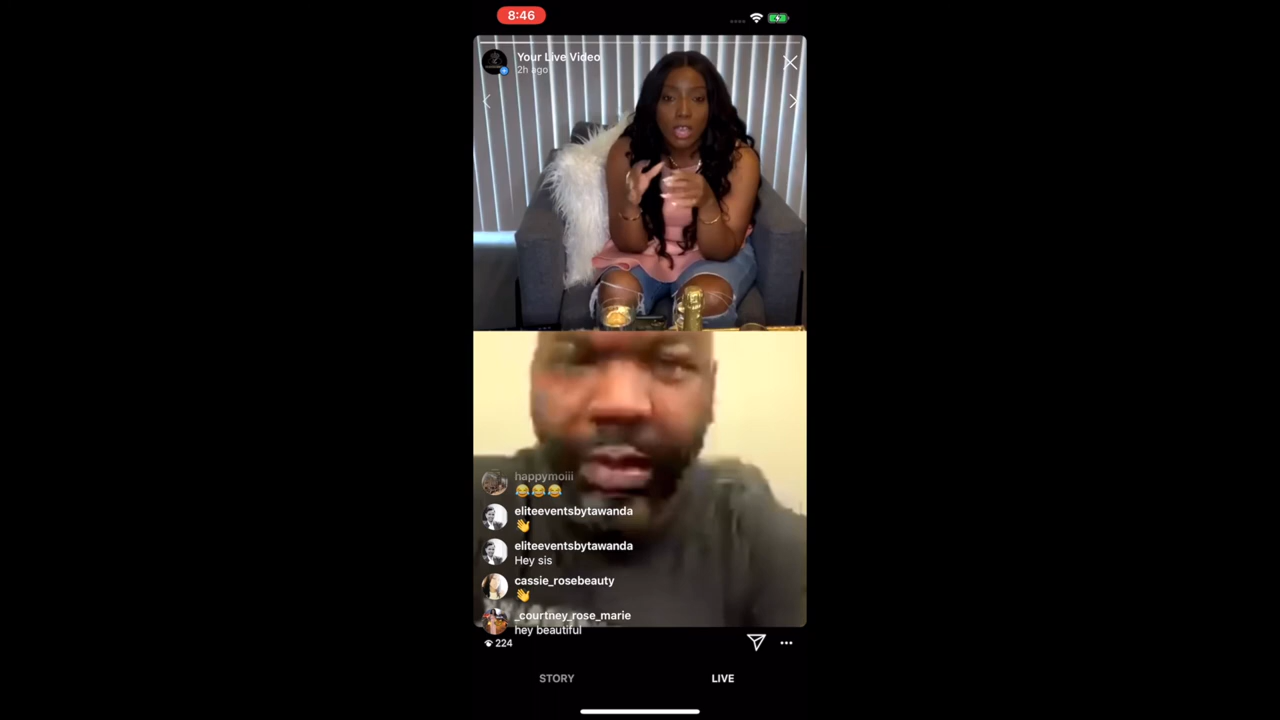 8:46
Your Live Video
2h ago
happymoiii
😂😂😂
eliteeventsbytawanda
👋
eliteeventsbytawanda
Hey sis
cassie_rosebeauty
👋
_courtney_rose_marie
hey beautiful
224
STORY
LIVE